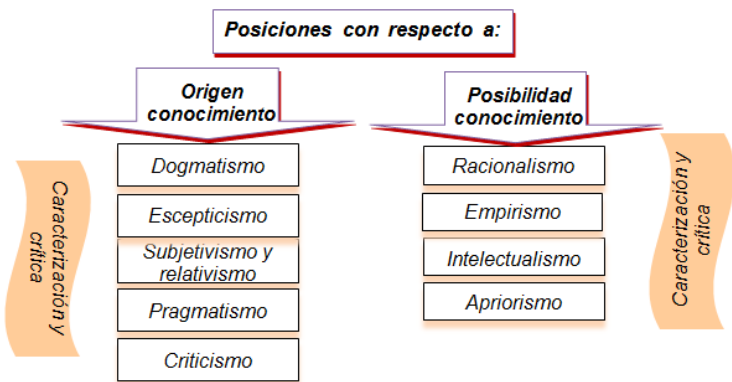 Posiciones con respecto a:
Origen
conocimiento
Dogmatismo
Escepticismo
Subjetivismo y
relativismo
Pragmatismo
Criticismo
Caracterización y
crítica
Posibilidad
conocimiento
Racionalismo
Empirismo
Intelectualismo
Apriorismo
Caracterización y
crítica